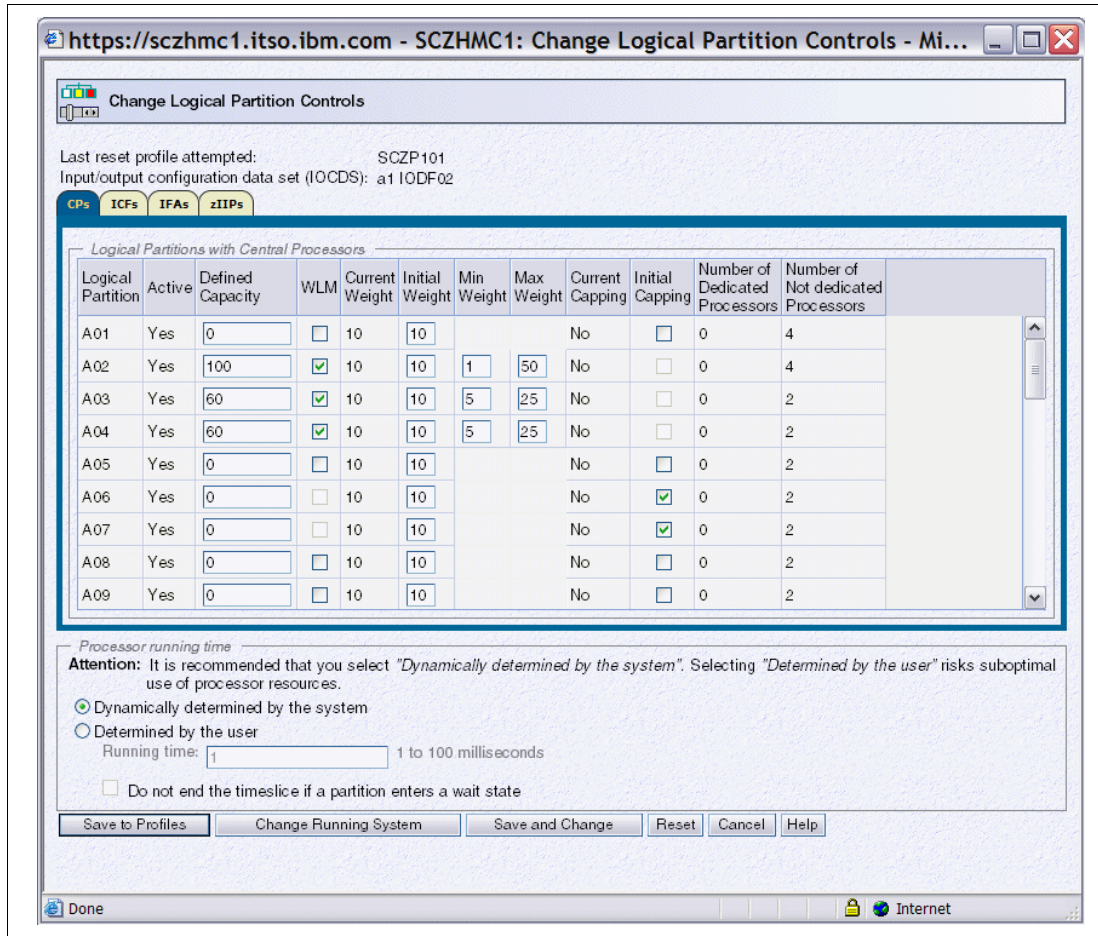 https://sczhmc1.itso.ibm.com - SCZHMC1: Change Logical Partition Controls - Mi...
Change Logical Partition Controls
Last reset profile attempted: SCZP101
Input/output configuration data set (IOCDS): a1 IODF02
CPs ICFs IFAs zIIPs
Logical Partitions with Central Processors
Logical Partition Active Defined Capacity WLM Current Weight Initial Weight Min Weight Max Weight Current Capping Initial Capping Number of Dedicated Processors Number of Not dedicated Processors
A01 Yes 0 10 10 No 0 4
A02 Yes 100 10 10 1 50 No 0 4
A03 Yes 60 10 10 5 25 No 0 2
A04 Yes 60 10 10 5 25 No 0 2
A05 Yes 0 10 10 No 0 2
A06 Yes 0 10 10 No 0 2
A07 Yes 0 10 10 No 0 2
A08 Yes 0 10 10 No 0 2
A09 Yes 0 10 10 No 0 2
Processor running time
Attention: It is recommended that you select "Dynamically determined by the system". Selecting "Determined by the user" risks suboptimal
use of processor resources.
Dynamically determined by the system
Determined by the user
Running time: 1 1 to 100 milliseconds
Do not end the timeslice if a partition enters a wait state
Save to Profiles Change Running System Save and Change Reset Cancel Help
Done Internet